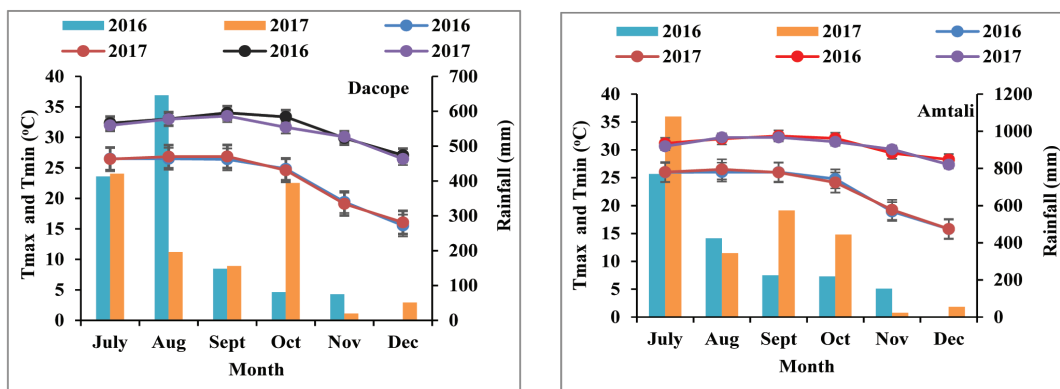 2016 2017 2016
2017 2016 2017
Dacope
Tmax and Tmin (ºC)
40
35
30
25
20
15
10
5
0
700
600
500
400
300
200
100
0
Rainfall (mm)
July Aug Sept Oct Nov Dec
Month
2016 2017 2016
2017 2016 2017
Amtali
Tmax and Tmin (ºC)
40
35
30
25
20
15
10
5
0
1200
1000
800
600
400
200
0
Rainfall (mm)
July Aug Sept Oct Nov Dec
Month